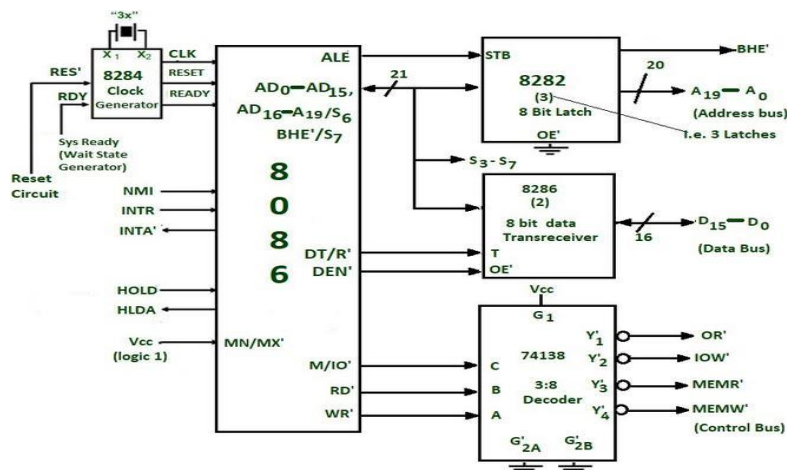 "3x"
X1 X2
8284
Clock
Generator
CLK
RESET
READY
RES'
RDY
Sys Ready
(Wait State
Generator)
Reset
Circuit
NMI
INTR
INTA'
HOLD
HLDA
Vcc
(logic 1)
MN/MX'
ALE
AD0-AD15,
AD16-A19/S6
BHE'/S7
8
0
8
6
DT/R'
DEN'
M/IO'
RD'
WR'
21
STB
8282
(3)
8 Bit Latch
OE'
BHE'
20
A19-A0
(Address bus)
I.e. 3 Latches
S3-S7
8286
(2)
8 bit data
Transreceiver
T
OE'
16
D15-D0
(Data Bus)
Vcc
G1
74138
3:8
Decoder
C
B
A
Y'1
Y'2
Y'3
Y'4
G'2A G'2B
OR'
IOW'
MEMR'
MEMW'
(Control Bus)